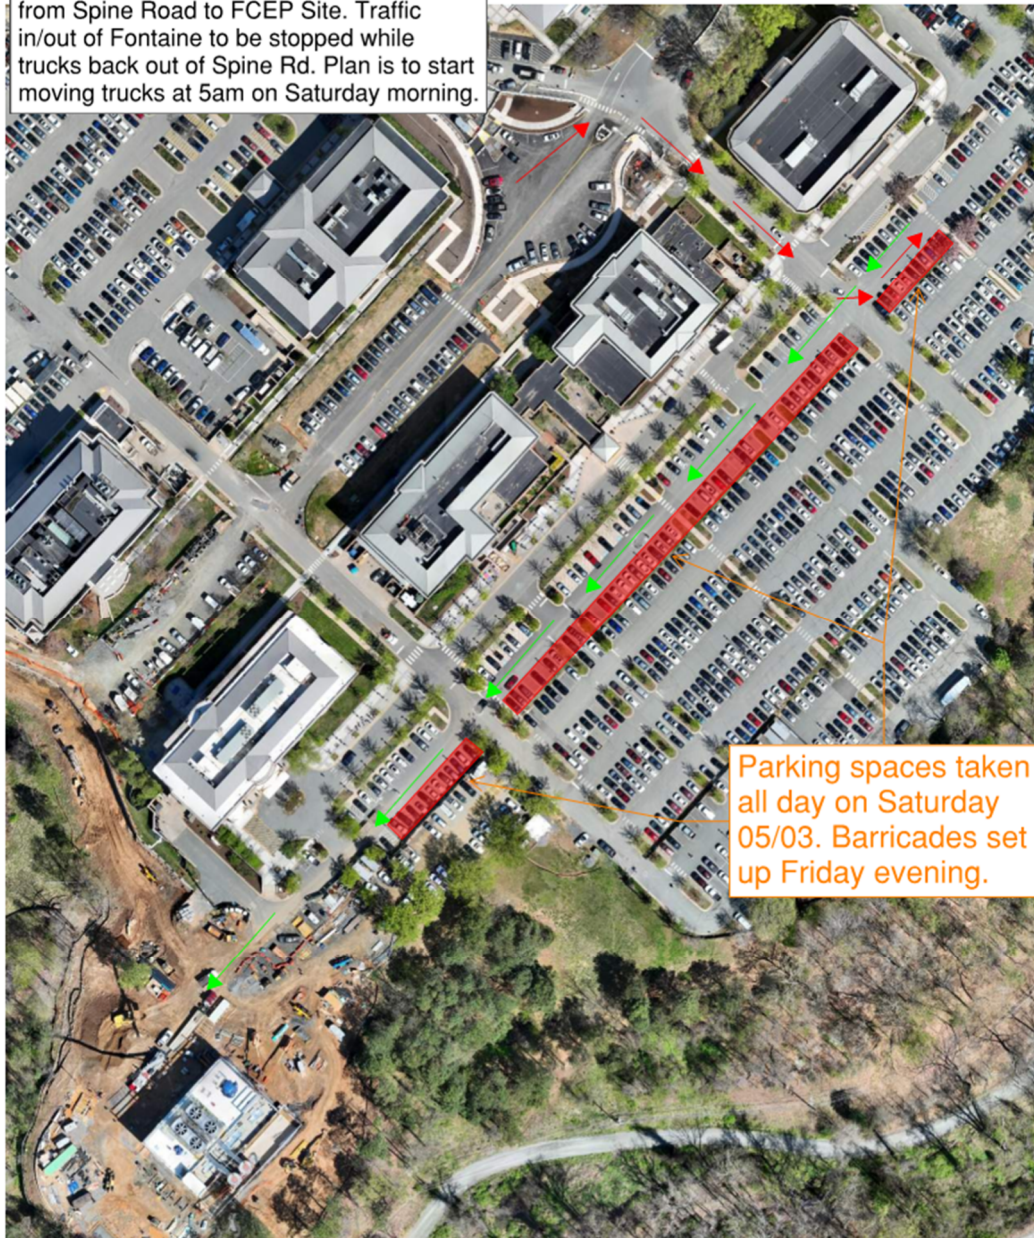 from Spine Road to FCEP Site. Traffic
in/out of Fontaine to be stopped while
trucks back out of Spine Rd. Plan is to start
moving trucks at 5am on Saturday morning.
Parking spaces taken
all day on Saturday
05/03. Barricades set
up Friday evening.